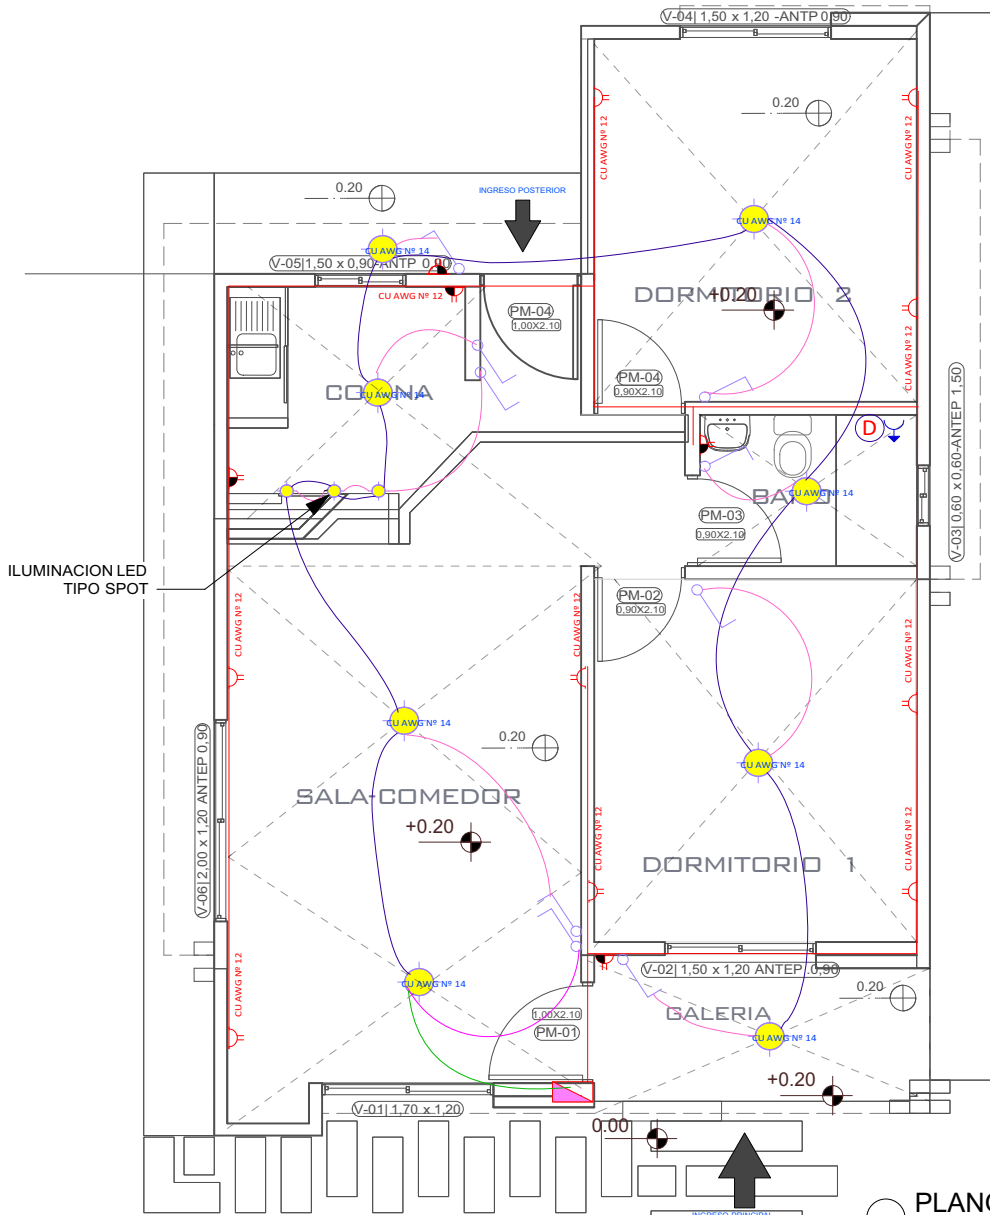 V-04| 1,50 x 1,20 -ANTP 0,90
0.20
CU AWG Nº 12
CU AWG Nº 12
0.20
INGRESO POSTERIOR
CU AWG Nº 14
CU AWG Nº 14
V-05|1,50 x 0,90-ANTP 0,90
CU AWG Nº 12
DORMITORIO 2
+0.20
PM-04
1,00X2.10
CU AWG Nº 12
PM-04
0,90X2.10
COCINA
CU AWG Nº 14
D
V-03| 0,60 x 0,60-ANTEP 1,50
BAÑO
CU AWG Nº 14
PM-03
0,90X2.10
ILUMINACION LED
TIPO SPOT
PM-02
0,90X2.10
CU AWG Nº 12
CU AWG Nº 12
CU AWG Nº 12
CU AWG Nº 14
0.20
CU AWG Nº 14
V-06| 2,00 x 1,20 ANTEP 0,90
SALA-COMEDOR
+0.20
CU AWG Nº 12
CU AWG Nº 12
DORMITORIO 1
CU AWG Nº 12
CU AWG Nº 14
V-02| 1,50 x 1,20 ANTEP .0,90
0.20
1,00X2.10
PM-01
GALERIA
CU AWG Nº 14
+0.20
V-01| 1,70 x 1,20
0.00
INGRESO PRINCIPAL
PLANO